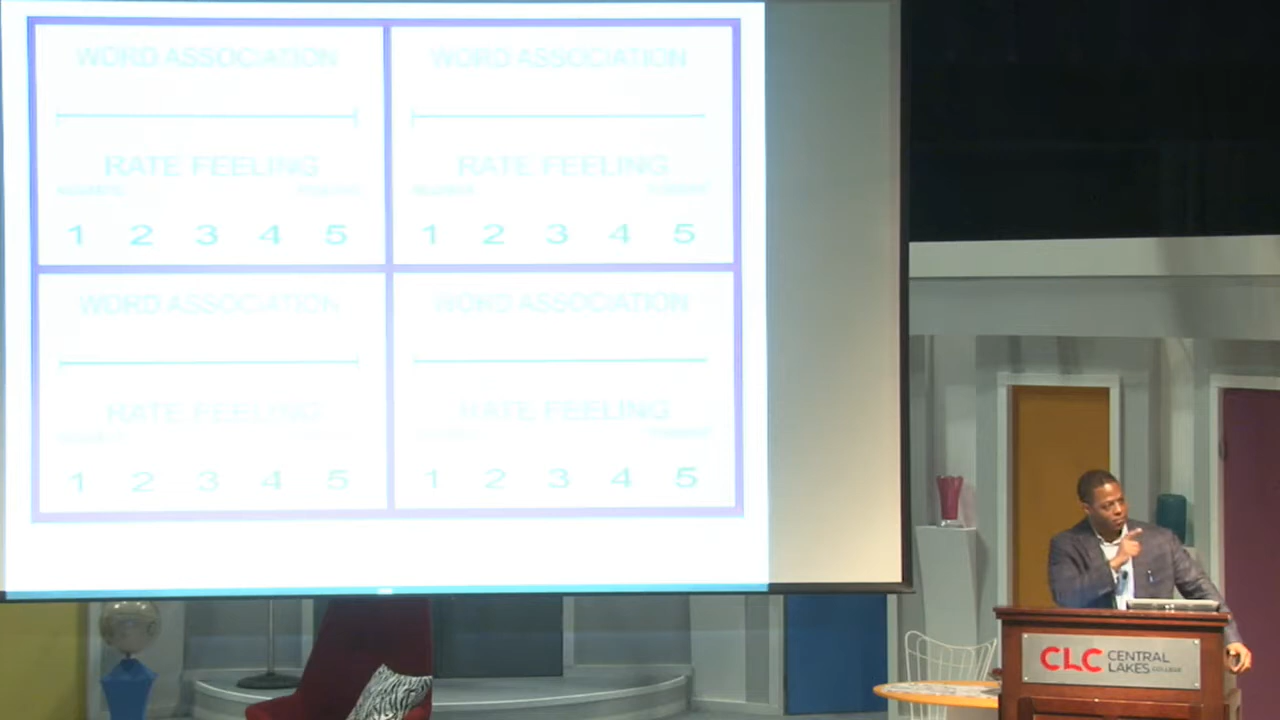 WORD ASSOCIATION
RATE FEELING
1 2 3 4 5
WORD ASSOCIATION
RATE FEELING
1 2 3 4 5
WORD ASSOCIATION
RATE FEELING
1 2 3 4 5
WORD ASSOCIATION
RATE FEELING
1 2 3 4 5
CLC CENTRAL
LAKES COLLEGE